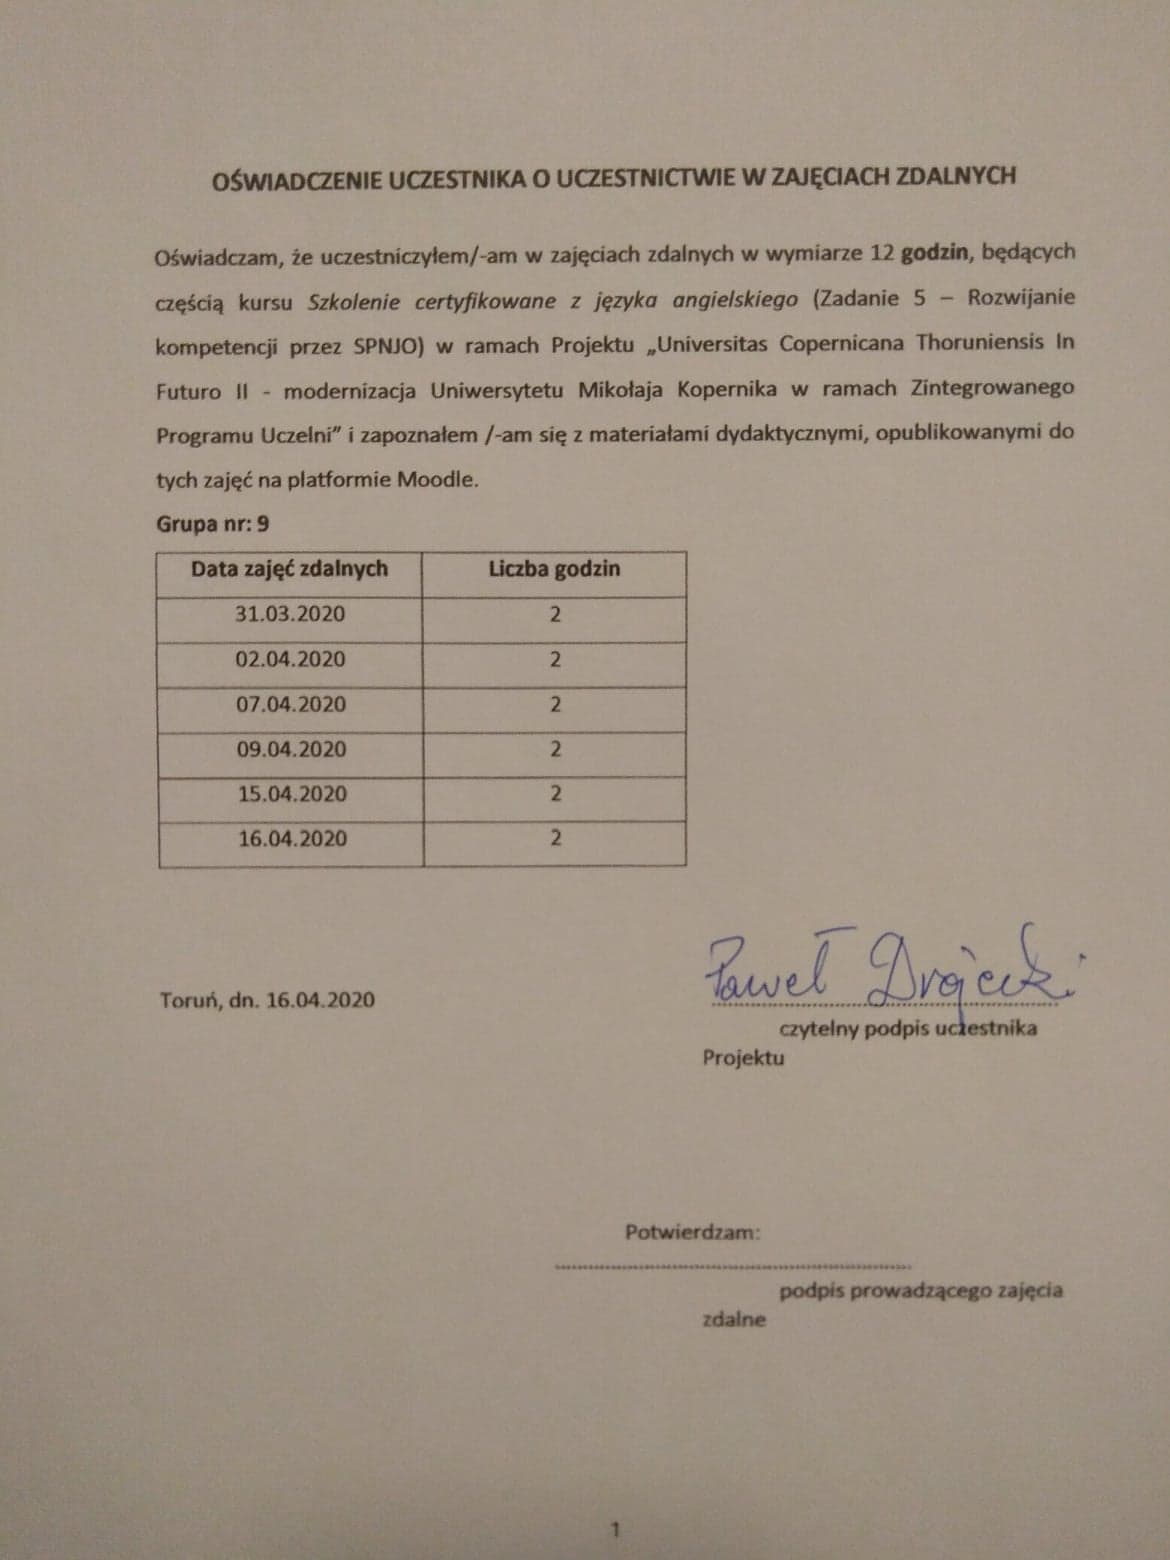 OŚWIADCZENIE UCZESTNIKA O UCZESTNICTWIE W ZAJĘCIACH ZDALNYCH
Oświadczam, że uczestniczyłem/-am w zajęciach zdalnych w wymiarze 12 godzin, będących
częścią kursu Szkolenie certyfikowane z języka angielskiego (Zadanie 5 – Rozwijanie
kompetencji przez SPNJO) w ramach Projektu „Universitas Copernicana Thoruniensis In
Futuro II - modernizacja Uniwersytetu Mikołaja Kopernika w ramach Zintegrowanego
Programu Uczelni” i zapoznałem /-am się z materiałami dydaktycznymi, opublikowanymi do
tych zajęć na platformie Moodle.
Grupa nr: 9
Data zajęć zdalnych Liczba godzin
31.03.2020 2
02.04.2020 2
07.04.2020 2
09.04.2020 2
15.04.2020 2
16.04.2020 2
Paweł
Toruń, dn. 16.04.2020
czytelny podpis uczestnika
Projektu
Potwierdzam:
podpis prowadzącego zajęcia
zdalne
1